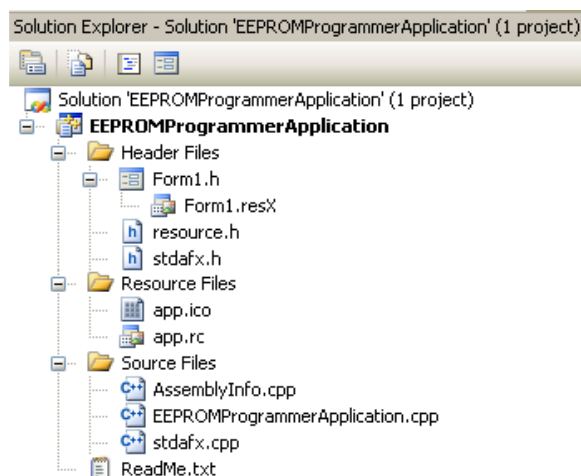 Solution Explorer - Solution 'EEPROMProgrammerApplication' (1 project)
Solution 'EEPROMProgrammerApplication' (1 project)
EEPROMProgrammerApplication
Header Files
Form1.h
Form1.resX
resource.h
stdafx.h
Resource Files
app.ico
app.rc
Source Files
AssemblyInfo.cpp
EEPROMProgrammerApplication.cpp
stdafx.cpp
ReadMe.txt